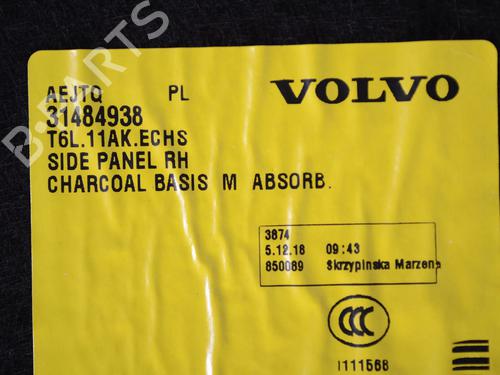 AEJTQ PL
31484938
T6L.11AK.ECHS
SIDE PANEL RH
CHARCOAL BASIS M ABSORB.
VOLVO
3874
5.12.18 09:43
850089 Skrzypinska Marzena
CCC
I111568
B-PARTS